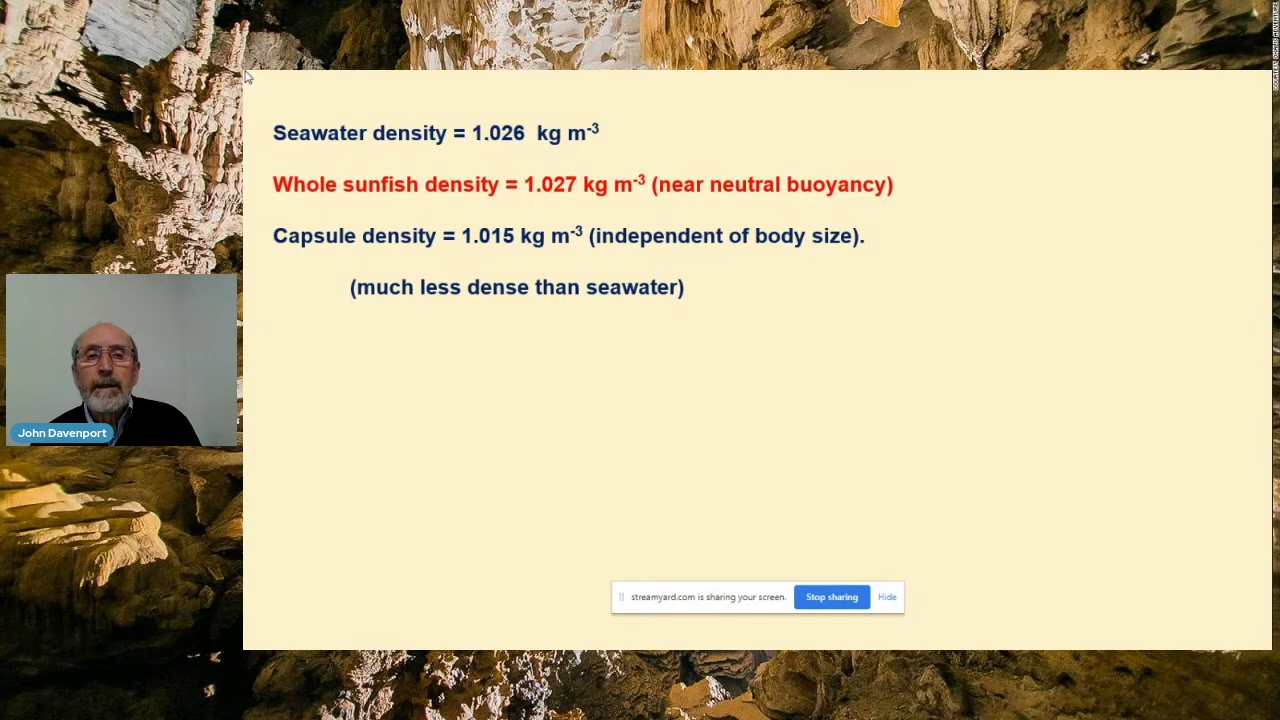 Seawater density = 1.026 kg m-3
Whole sunfish density = 1.027 kg m-3 (near neutral buoyancy)
Capsule density = 1.015 kg m-3 (independent of body size).
(much less dense than seawater)
John Davenport
streamyard.com is sharing your screen. Stop sharing Hide